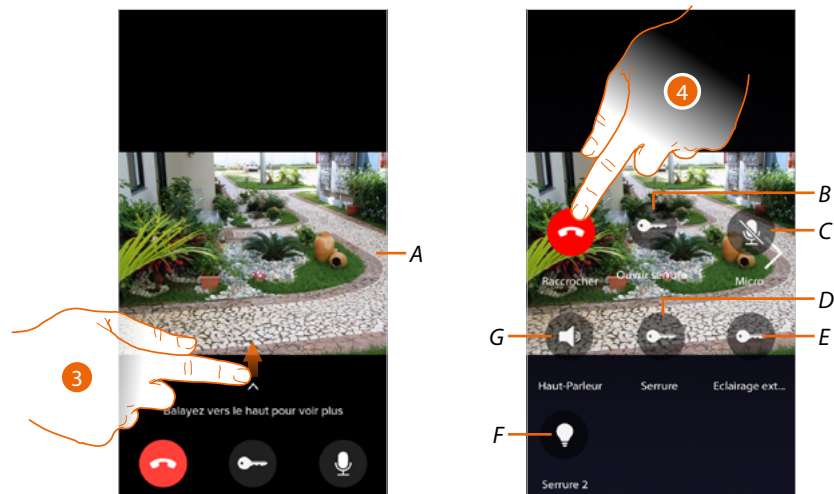 A
3
Balayez vers le haut pour voir plus
4
B
C
Raccrocher
Ouvrir serrure
Micro
D
G
E
Haut-Parleur
Serrure
Eclairage ext...
F
Serrure 2